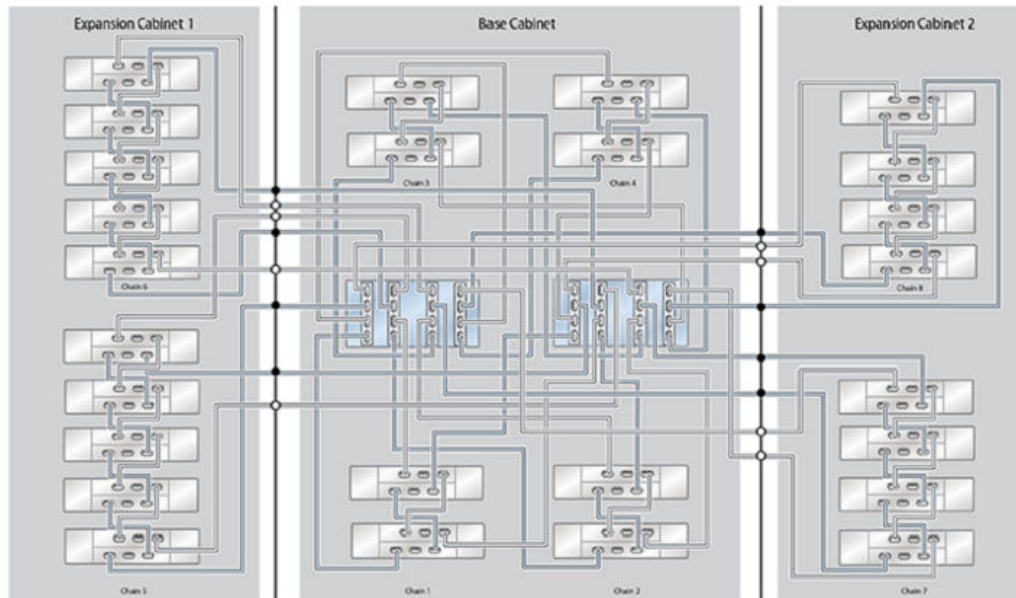 Expansion Cabinet 1
Base Cabinet
Expansion Cabinet 2
Chain 3
Chain 4
Chain 6
Chain 8
Chain 5
Chain 1
Chain 2
Chain 7